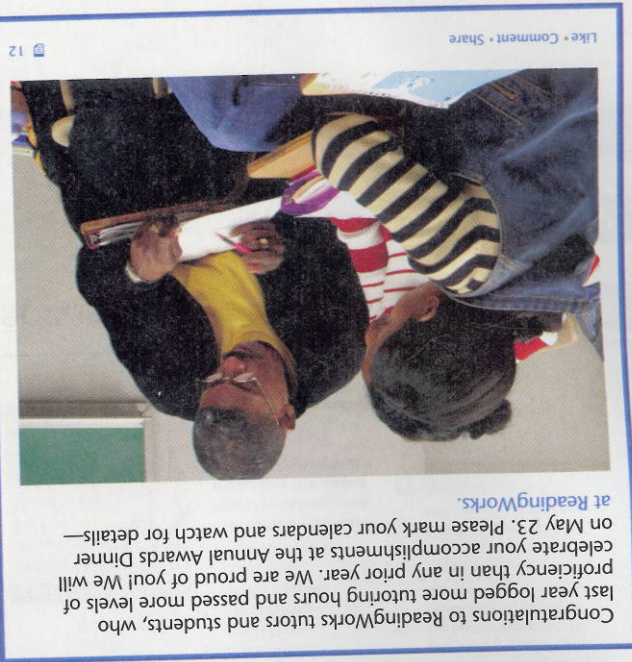 Congratulations to ReadingWorks tutors and students, who
last year logged more tutoring hours and passed more levels of
proficiency than in any prior year. We are proud of you! We will
celebrate your accomplishments at the Annual Awards Dinner
on May 23. Please mark your calendars and watch for details—
at ReadingWorks.
Like • Comment • Share
12